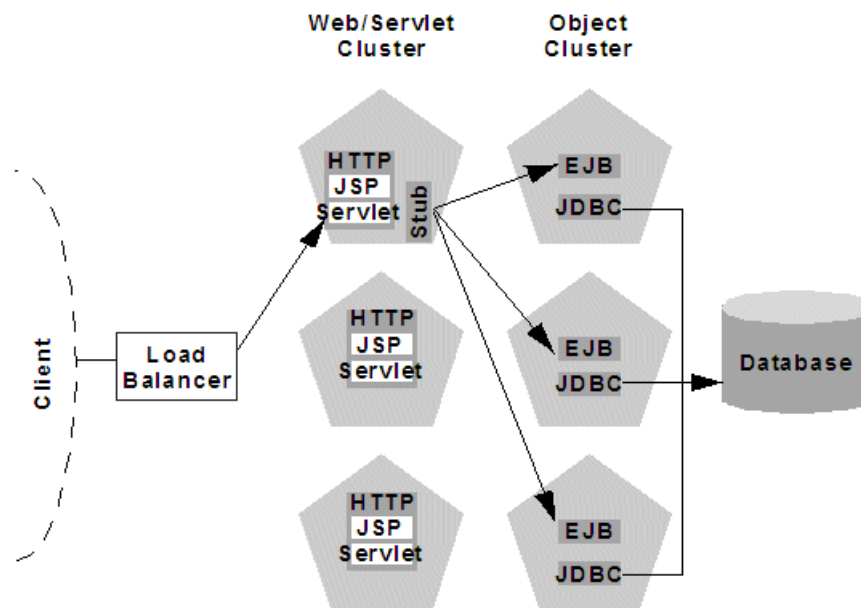 Web/Servlet
Cluster
Object
Cluster
HTTP
JSP
Servlet
Stub
EJB
JDBC
Client
Load
Balancer
HTTP
JSP
Servlet
EJB
JDBC
Database
HTTP
JSP
Servlet
EJB
JDBC